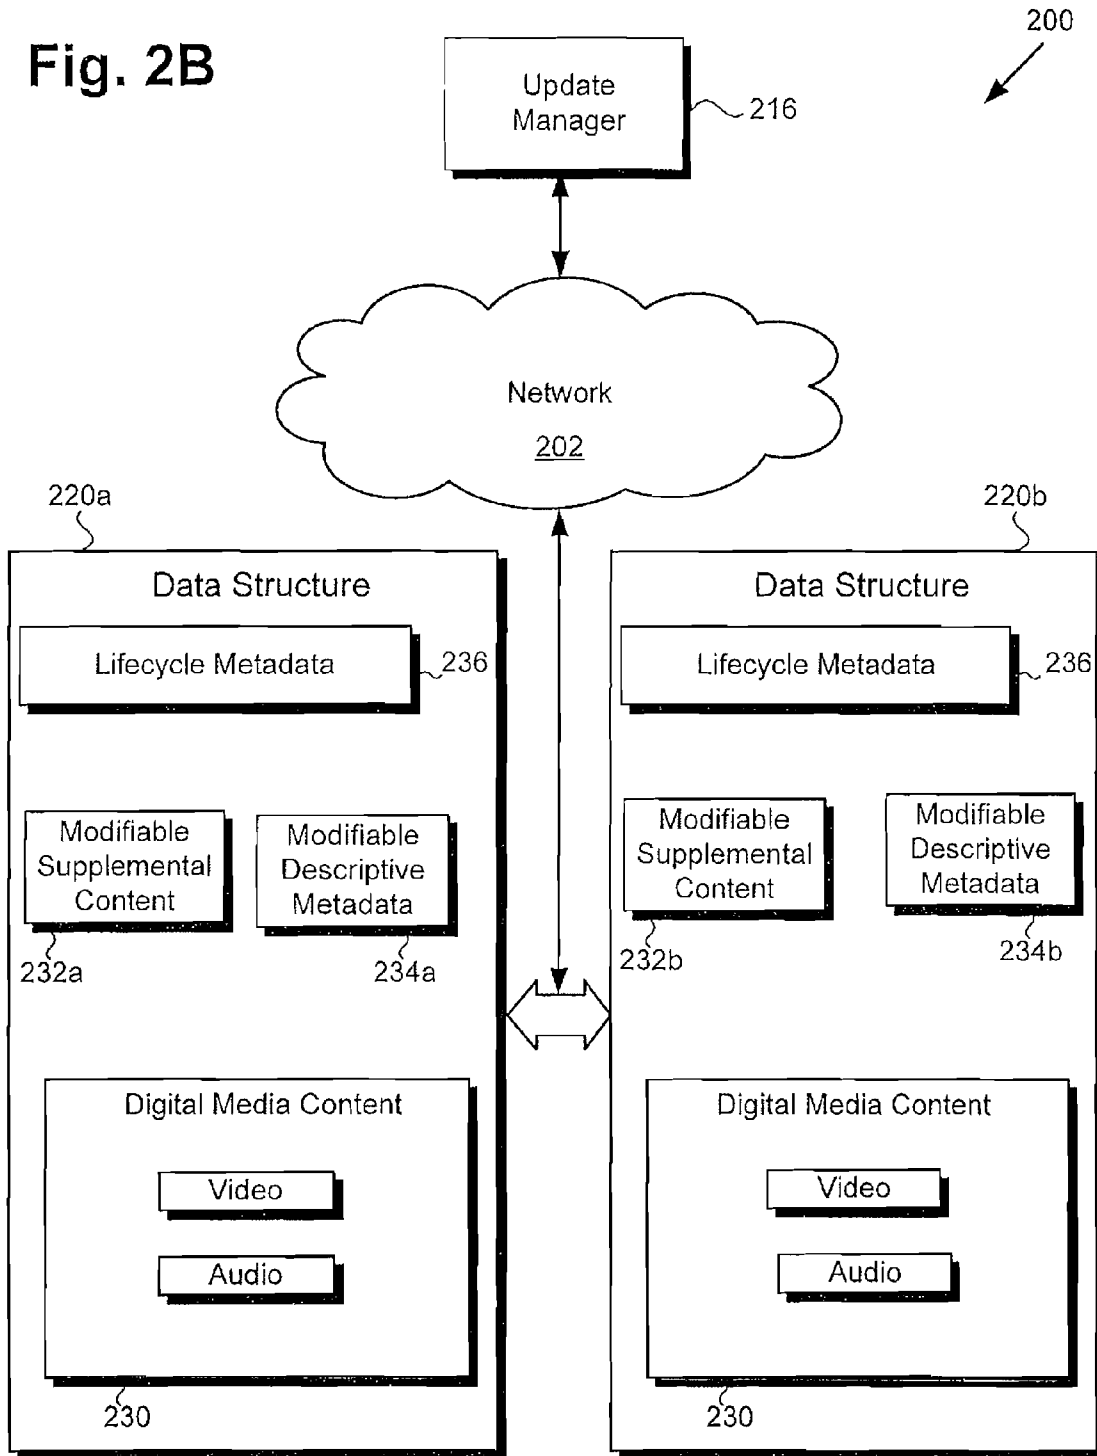 Fig. 2B
200
Update
Manager
216
Network
202
220a
220b
Data Structure
Lifecycle Metadata
236
Modifiable
Supplemental
Content
232a
Modifiable
Descriptive
Metadata
234a
Digital Media Content
Video
Audio
230
Data Structure
Lifecycle Metadata
236
Modifiable
Supplemental
Content
232b
Modifiable
Descriptive
Metadata
234b
Digital Media Content
Video
Audio
230